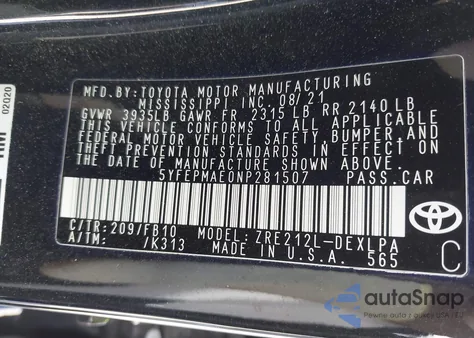 02020
MFD. BY: TOYOTA MOTOR MANUFACTURING
MISSISSIPPI INC. 08/21
GVWR 3935LB GAWR FR 2315 LB RR 2140 LB
THIS VEHICLE CONFORMS TO ALL APPLICABLE
FEDERAL MOTOR VEHICLE SAFETY, BUMPER AND
THEFT PREVENTION STANDARDS IN EFFECT ON
THE DATE OF MANUFACTURE SHOWN ABOVE.
5YFEPMAE0NP281507 PASS.CAR
C/TR: 209/FB10 MODEL: ZRE212L-DEXLPA
A/TM: /K313 MADE IN U.S.A. 565
TOYOTA
C
autoSnap